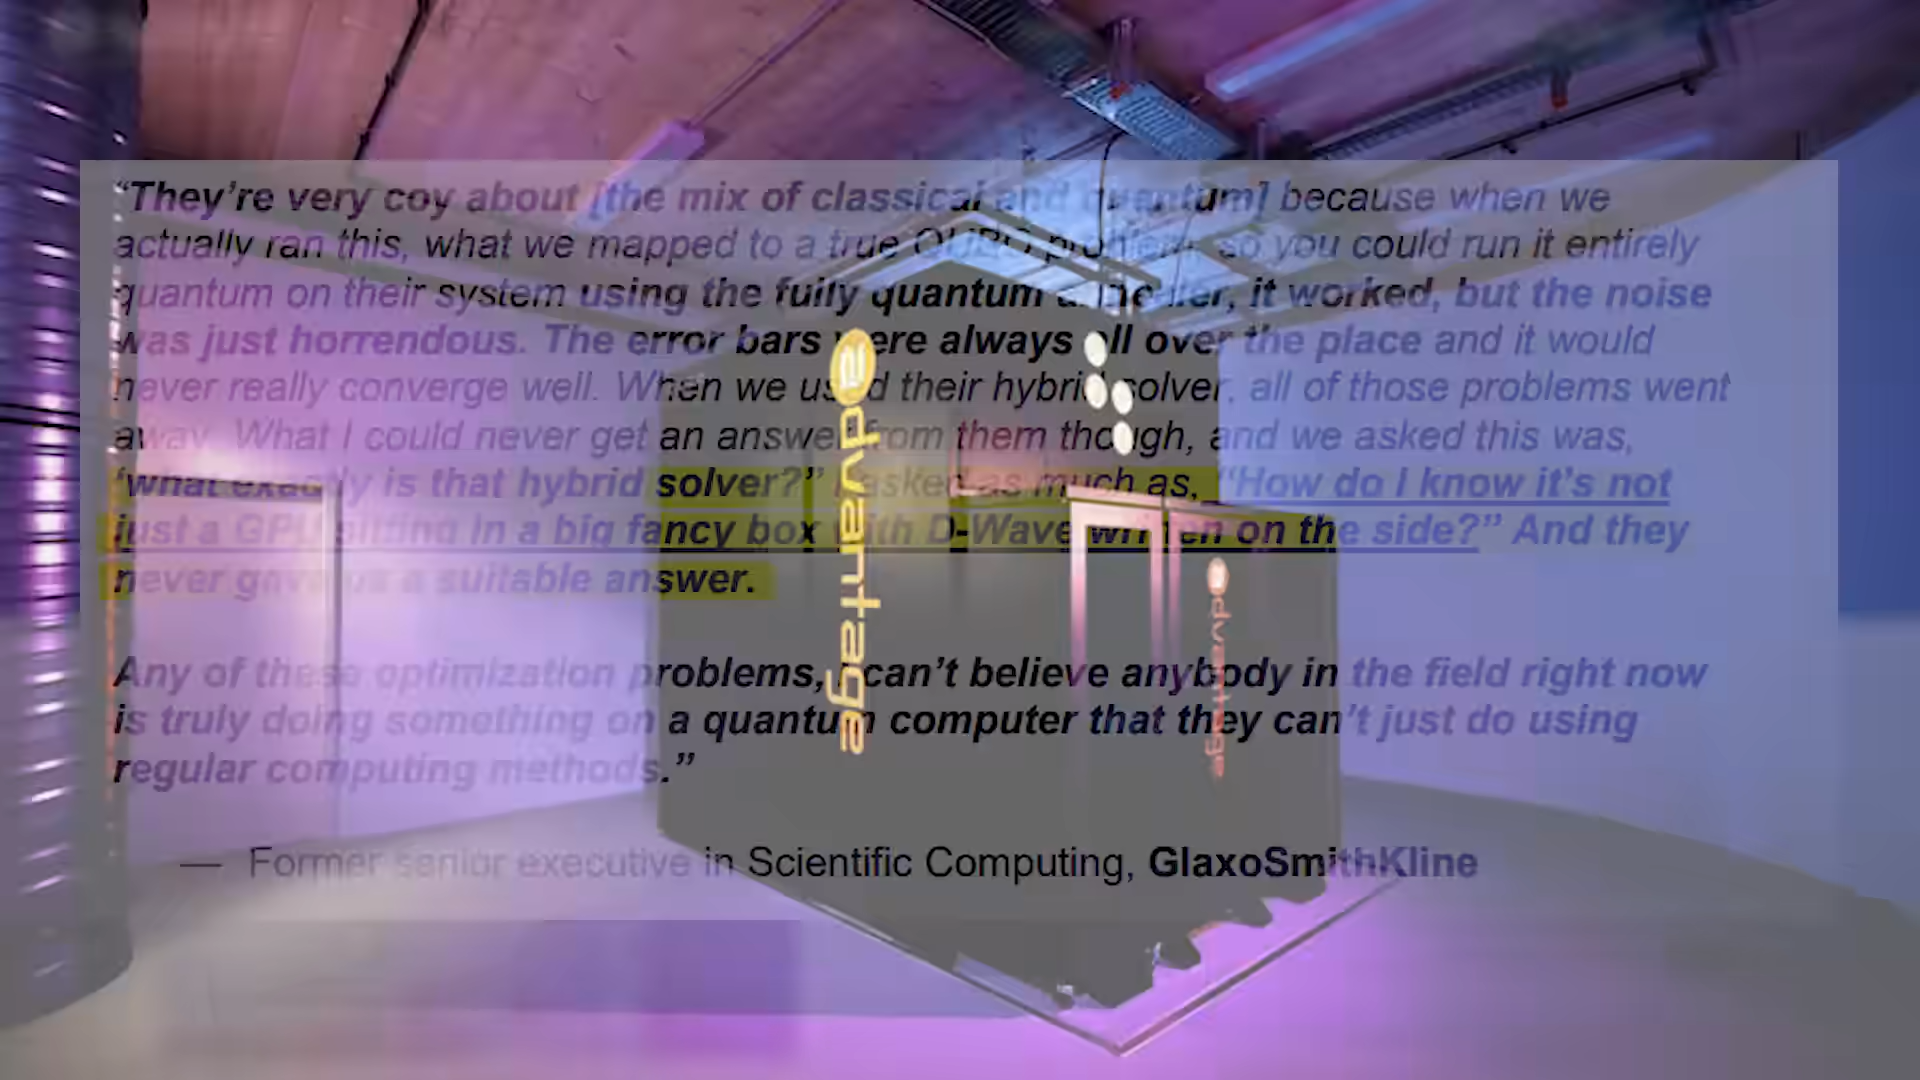 “They’re very coy about [the mix of classical and quantum] because when we
actually ran this, what we mapped to a true QUBO problem, so you could run it entirely
quantum on their system using the fully quantum annealer, it worked, but the noise
was just horrendous. The error bars were always all over the place and it would
never really converge well. When we used their hybrid solver, all of those problems went
away. What I could never get an answer from them though, and we asked this was,
‘what exactly is that hybrid solver?” I asked as much as, “How do I know it’s not
just a GPU sitting in a big fancy box with D-Wave written on the side?” And they
never gave us a suitable answer.
Any of these optimization problems, I can’t believe anybody in the field right now
is truly doing something on a quantum computer that they can’t just do using
regular computing methods.”
— Former senior executive in Scientific Computing, GlaxoSmithKline
advantage
advantage